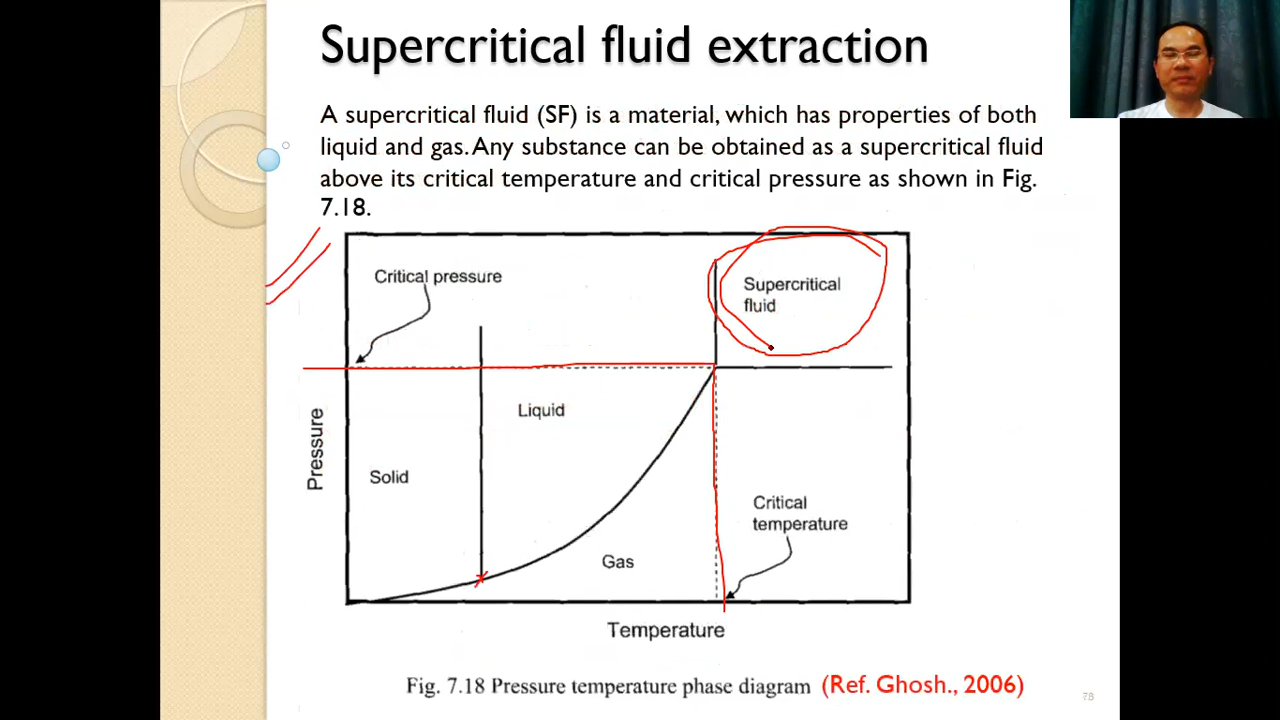 Supercritical fluid extraction
A supercritical fluid (SF) is a material, which has properties of both
liquid and gas. Any substance can be obtained as a supercritical fluid
above its critical temperature and critical pressure as shown in Fig.
7.18.
Critical pressure
Supercritical
fluid
Liquid
Solid
Pressure
Critical
temperature
Gas
Temperature
Fig. 7.18 Pressure temperature phase diagram (Ref. Ghosh., 2006)
78